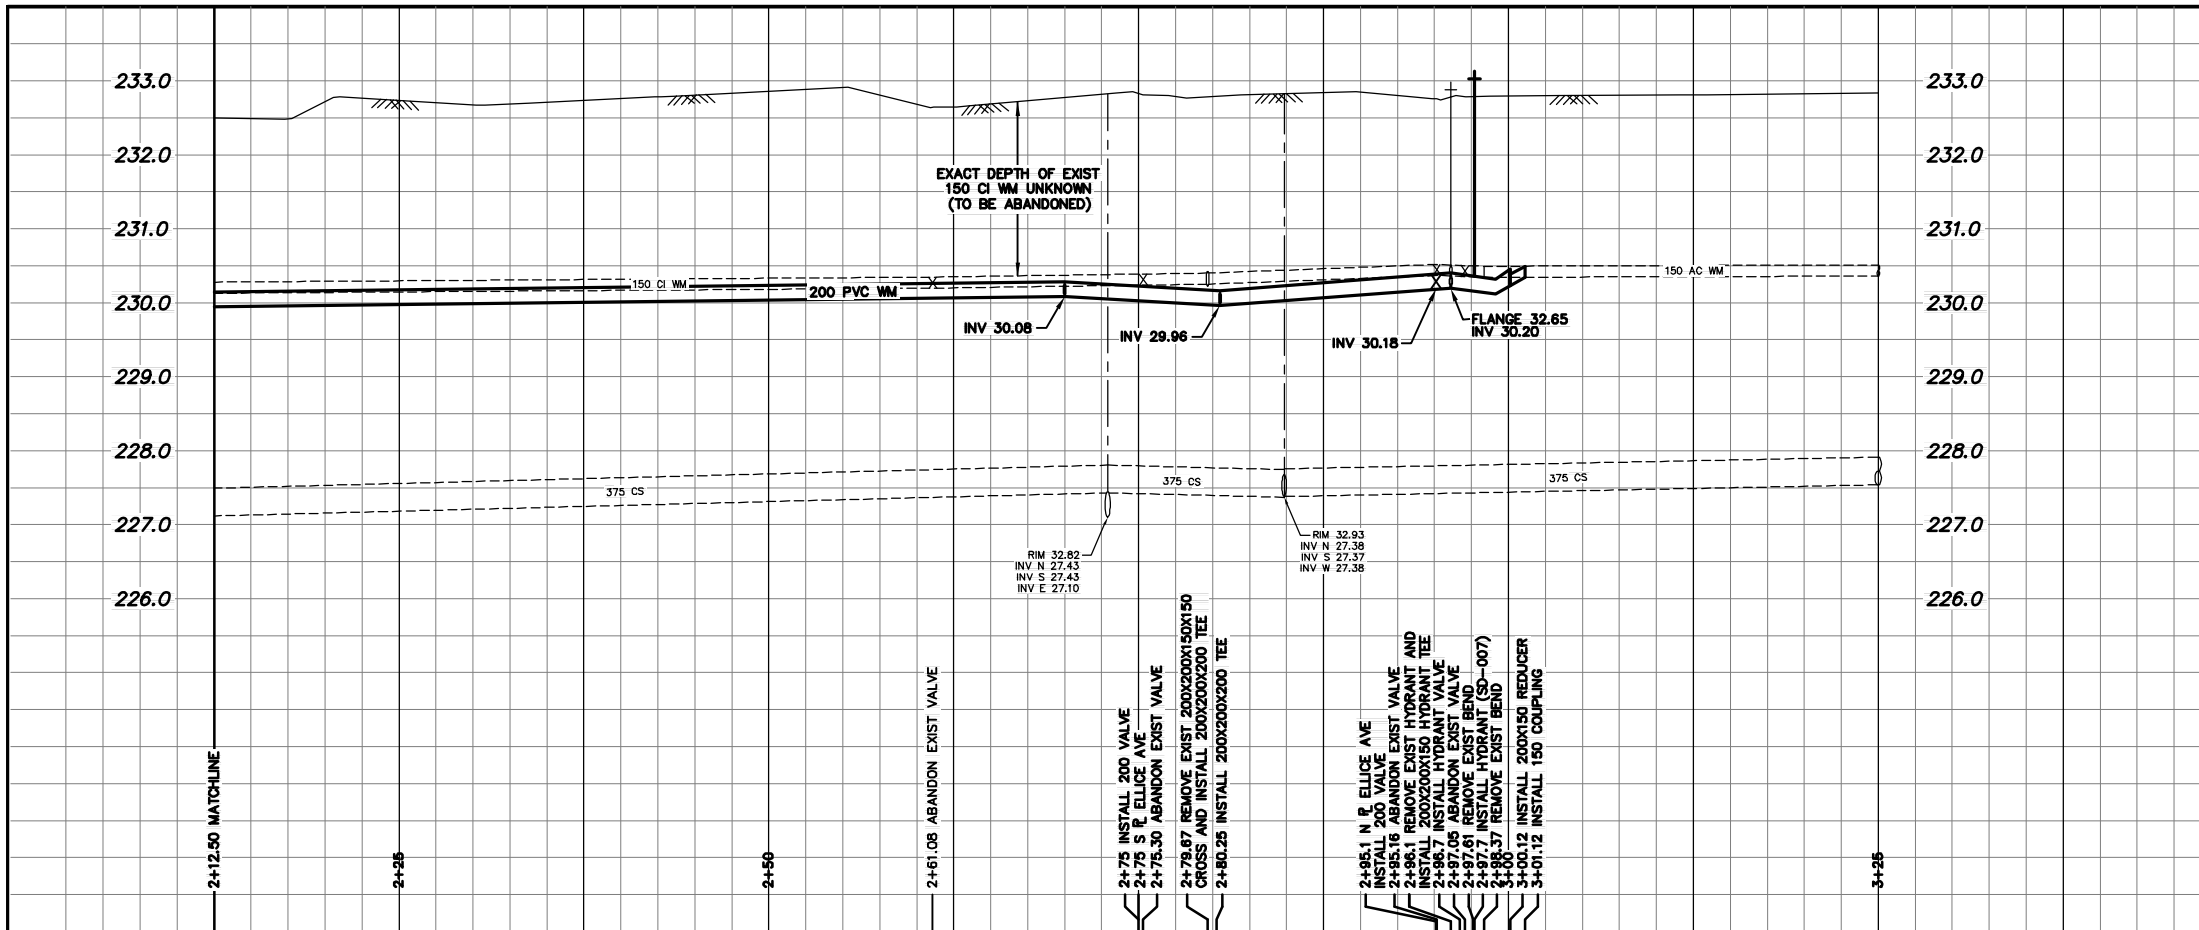 233.0
233.0
232.0
232.0
EXACT DEPTH OF EXIST
150 CI WM UNKNOWN
(TO BE ABANDONED)
231.0
231.0
150 CI WM
150 AC WM
200 PVC WM
230.0
230.0
INV 30.08
INV 29.96
INV 30.18
FLANGE 32.65
INV 30.20
229.0
229.0
228.0
228.0
375 CS
375 CS
375 CS
227.0
227.0
RIM 32.82
INV N 27.43
INV S 27.43
INV E 27.10
RIM 32.93
INV N 27.38
INV S 27.37
INV W 27.38
226.0
226.0
2+12.50 MATCHLINE
2+25
2+50
2+61.08 ABANDON EXIST VALVE
2+75 INSTALL 200 VALVE
2+75 S PL ELLICE AVE
2+75.30 ABANDON EXIST VALVE
2+79.67 REMOVE EXIST 200X200X150X150
CROSS AND INSTALL 200X200X200 TEE
2+80.25 INSTALL 200X200X200 TEE
2+95.1 N PL ELLICE AVE
INSTALL 200 VALVE
2+95.16 ABANDON EXIST VALVE
2+96.1 REMOVE EXIST HYDRANT AND
INSTALL 200X200X150 HYDRANT TEE
2+96.7 INSTALL HYDRANT VALVE
2+97.05 ABANDON EXIST VALVE
2+97.61 REMOVE EXIST BEND
2+97.7 INSTALL HYDRANT (SD-007)
2+98.37 REMOVE EXIST BEND
3+00
3+00.12 INSTALL 200X150 REDUCER
3+01.12 INSTALL 150 COUPLING
3+25